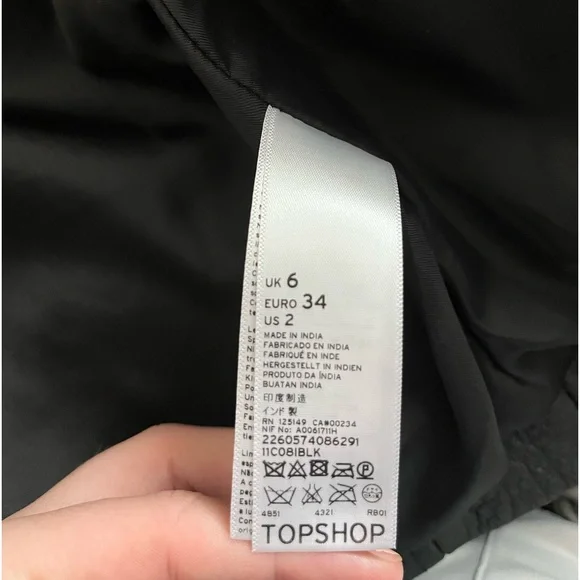 UK 6
EURO 34
US 2
MADE IN INDIA
FABRICADO EN INDIA
FABRIQUÉ EN INDE
HERGESTELLT IN INDIEN
PRODUTO DA ÍNDIA
BUATAN INDIA
印度制造
インド 製
RN 125149 CA#00234
NIF No: A0061711H
2260574086291
11C08IBLK
P
4851 4321 RB01
TOPSHOP